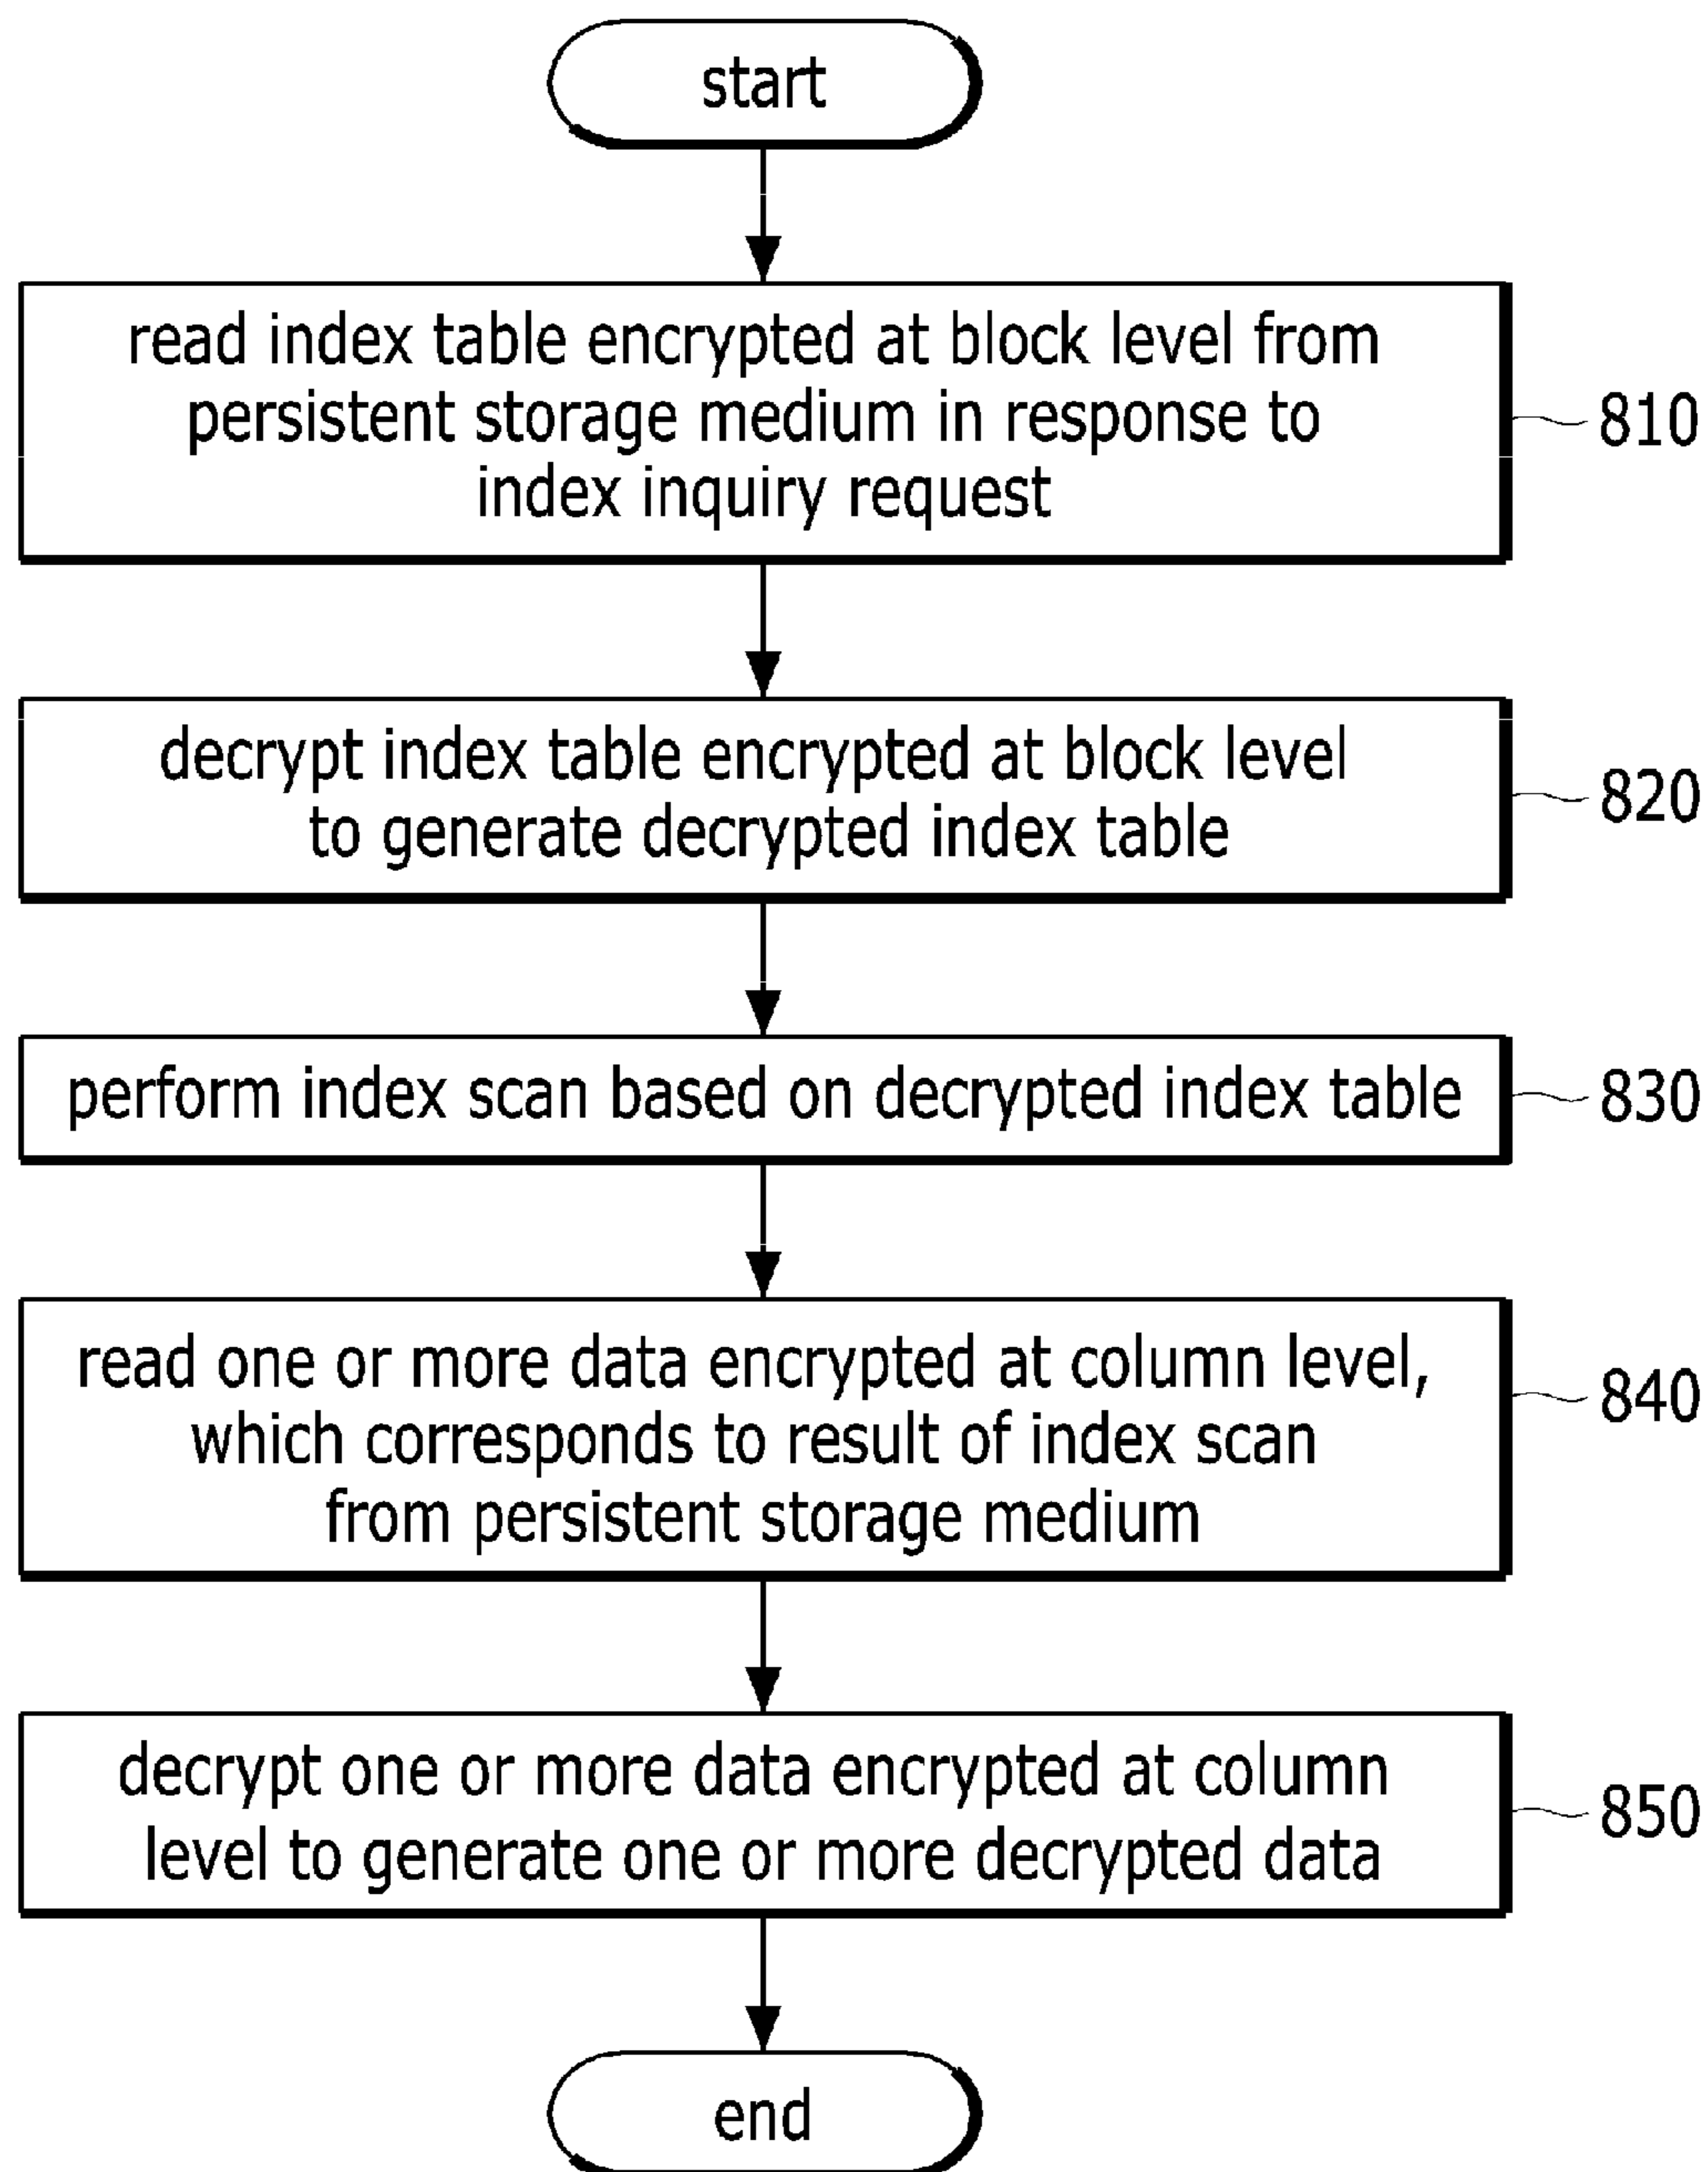 start
read index table encrypted at block level from
persistent storage medium in response to
index inquiry request
810
decrypt index table encrypted at block level
to generate decrypted index table
820
perform index scan based on decrypted index table
830
read one or more data encrypted at column level,
which corresponds to result of index scan
from persistent storage medium
840
decrypt one or more data encrypted at column
level to generate one or more decrypted data
850
end